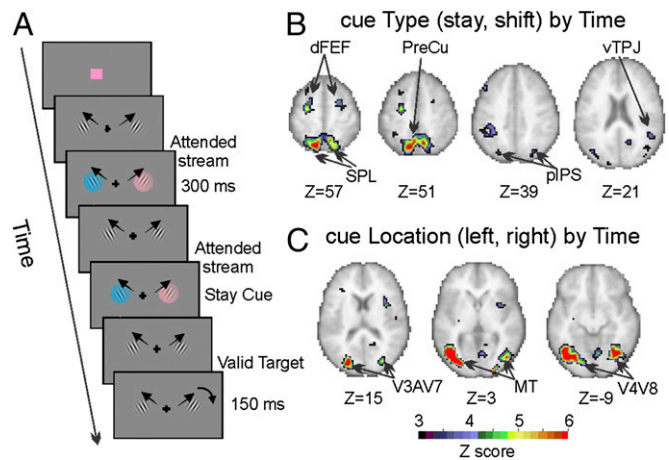 A
Time
Attended
stream
300 ms
Attended
stream
Stay Cue
Valid Target
150 ms
B
cue Type (stay, shift) by Time
dFEF
PreCu
vTPJ
SPL
pIPS
Z=57
Z=51
Z=39
Z=21
C
cue Location (left, right) by Time
V3AV7
MT
V4V8
Z=15
Z=3
Z=-9
3
4
5
6
Z score